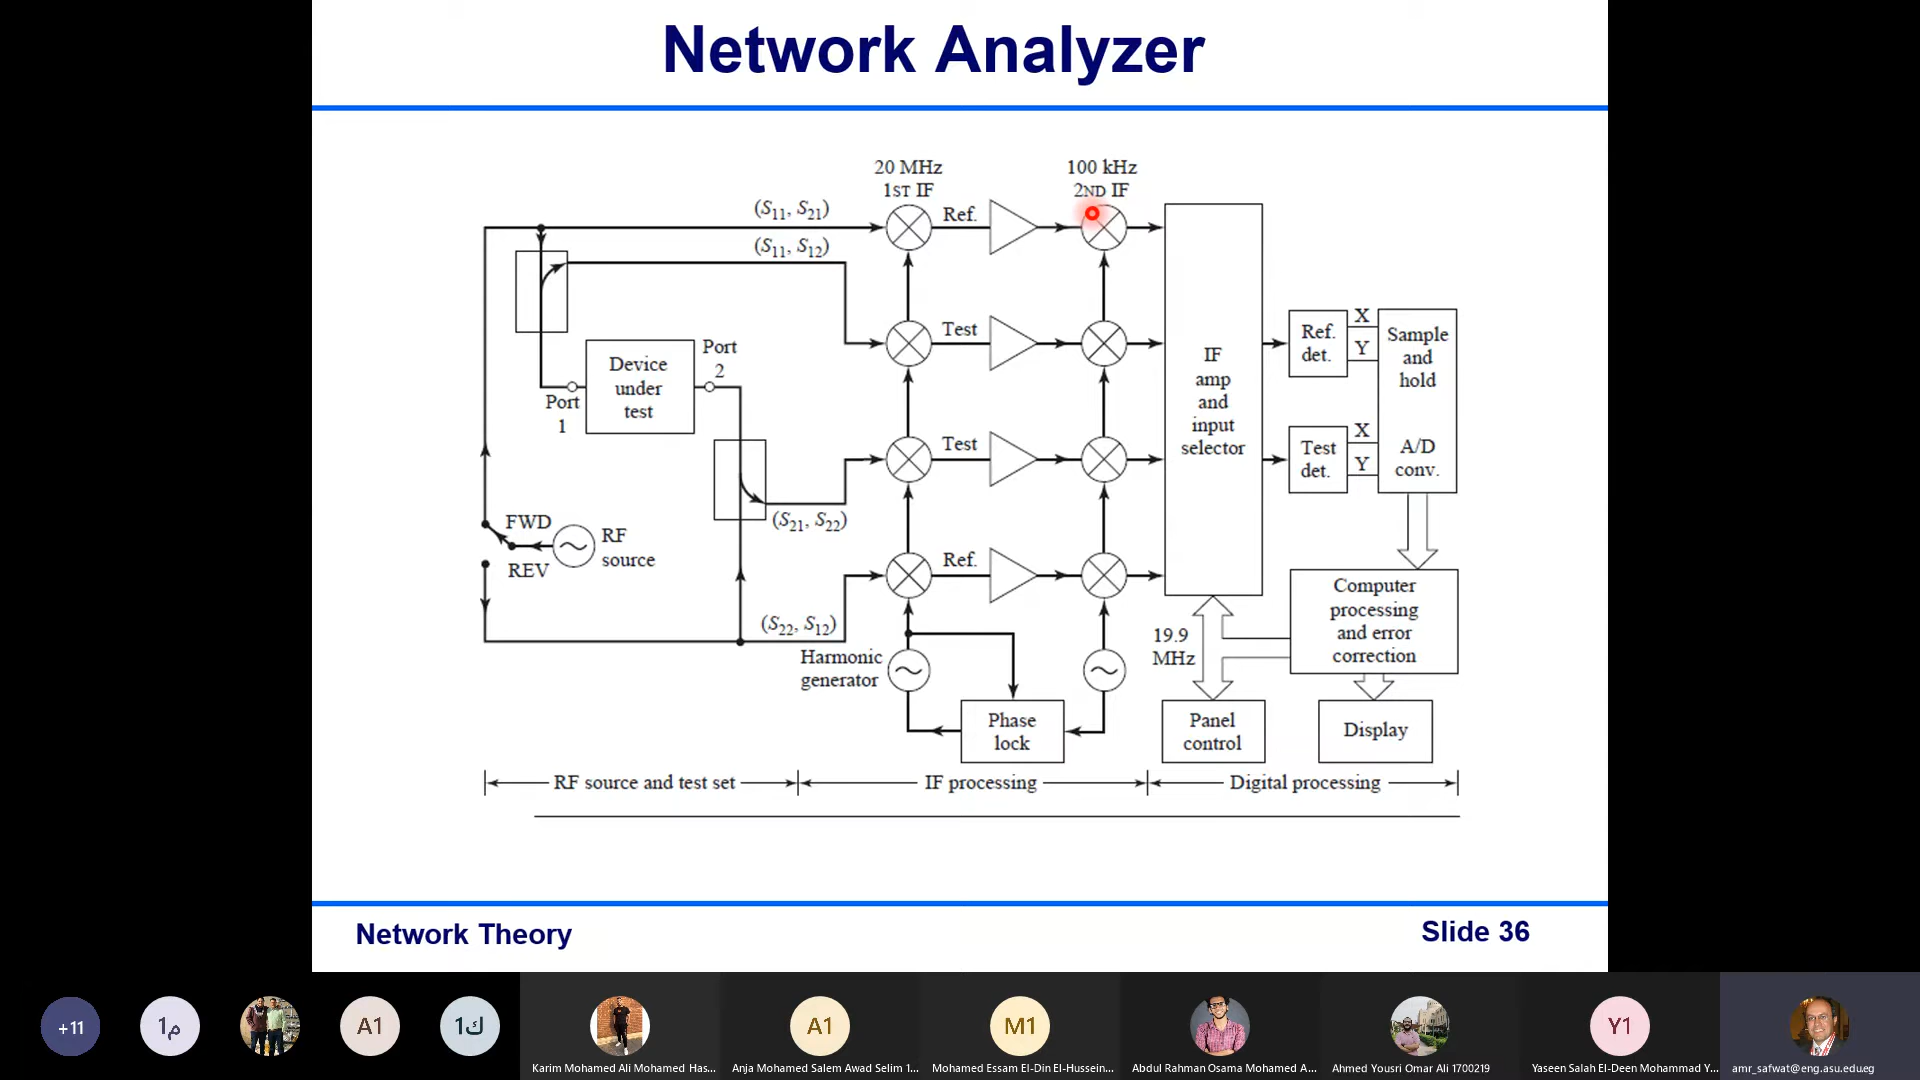 Network Analyzer
20 MHz
1ST IF
100 kHz
2ND IF
(S11, S21)
Ref.
(S11, S12)
Test
Port
2
Device
under
test
Port
1
IF
amp
and
input
selector
X
Ref.
det.
Y
Sample
and
hold
X
Test
det.
Y
A/D
conv.
Test
(S21, S22)
FWD
RF
source
REV
Ref.
(S22, S12)
Harmonic
generator
Phase
lock
19.9
MHz
Computer
processing
and error
correction
Panel
control
Display
RF source and test set
IF processing
Digital processing
Network Theory
Slide 36
+11
م1
A1
ك1
A1
M1
Y1
Karim Mohamed Ali Mohamed Has...
Anja Mohamed Salem Awad Selim 1...
Mohamed Essam El-Din El-Hussein...
Abdul Rahman Osama Mohamed A...
Ahmed Yousri Omar Ali 1700219
Yaseen Salah El-Deen Mohammad Y...
amr_safwat@eng.asu.edu.eg